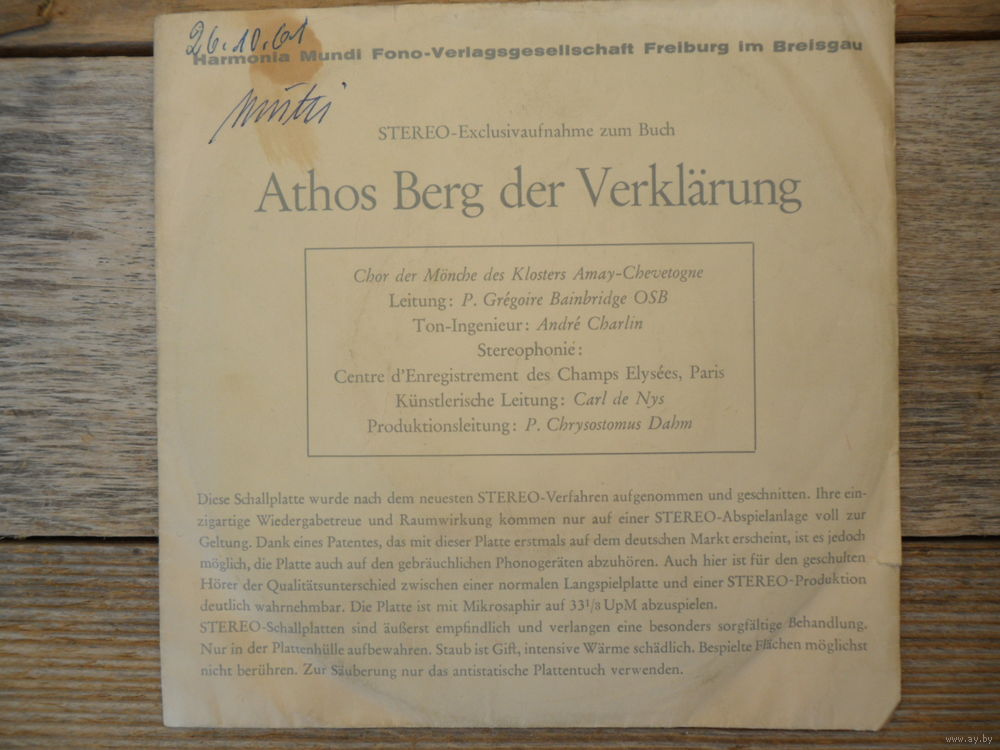 26.10.61
Harmonia Mundi Fono-Verlagsgesellschaft Freiburg im Breisgau
Mutti
STEREO-Exclusivaufnahme zum Buch
Athos Berg der Verklärung
Chor der Mönche des Klosters Amay-Chevetogne
Leitung: P. Grégoire Bainbridge OSB
Ton-Ingenieur: André Charlin
Stereophonie:
Centre d'Enregistrement des Champs Elysées, Paris
Künstlerische Leitung: Carl de Nys
Produktionsleitung: P. Chrysostomus Dahm
Diese Schallplatte wurde nach dem neuesten STEREO-Verfahren aufgenommen und geschnitten. Ihre ein-
zigartige Wiedergabetreue und Raumwirkung kommen nur auf einer STEREO-Abspielanlage voll zur
Geltung. Dank eines Patentes, das mit dieser Platte erstmals auf dem deutschen Markt erscheint, ist es jedoch
möglich, die Platte auch auf den gebräuchlichen Phonogeräten abzuhören. Auch hier ist für den geschulten
Hörer der Qualitätsunterschied zwischen einer normalen Langspielplatte und einer STEREO-Produktion
deutlich wahrnehmbar. Die Platte ist mit Mikrosaphir auf 33 1/8 UpM abzuspielen.
STEREO-Schallplatten sind äußerst empfindlich und verlangen eine besonders sorgfältige Behandlung.
Nur in der Plattenhülle aufbewahren. Staub ist Gift, intensive Wärme schädlich. Bespielte Flächen möglichst
nicht berühren. Zur Säuberung nur das antistatische Plattentuch verwenden.
www.ay.by